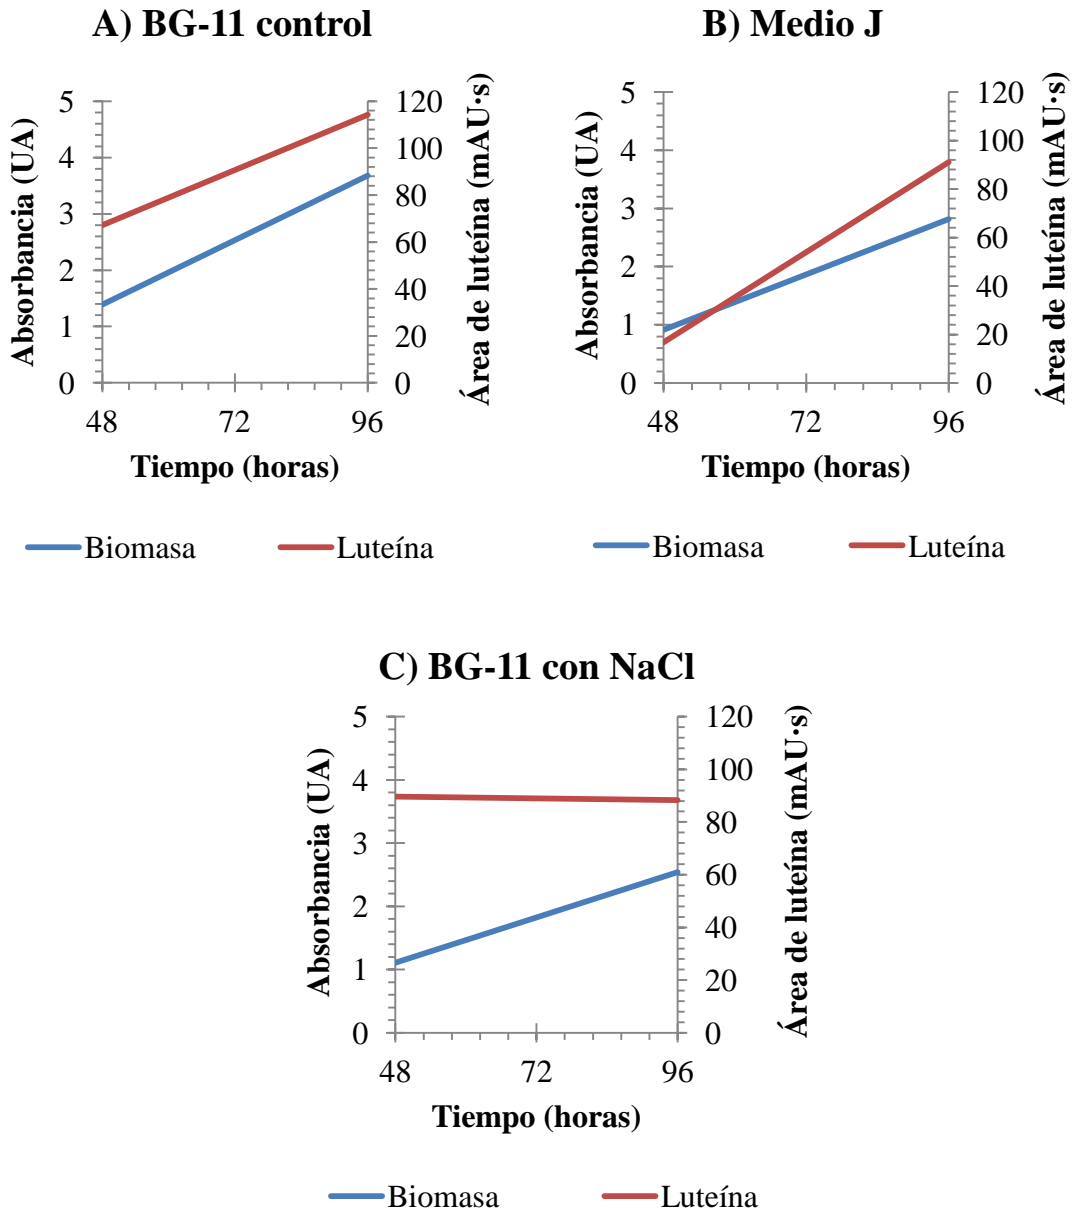 A) BG-11 control
B) Medio J
Absorbancia (UA)
5
4
3
2
1
0
120
100
80
60
40
20
0
Área de luteína (mAU·s)
48
72
96
Tiempo (horas)
Biomasa
Luteína
Absorbancia (UA)
5
4
3
2
1
0
120
100
80
60
40
20
0
Área de luteína (mAU·s)
48
72
96
Tiempo (horas)
Biomasa
Luteína
C) BG-11 con NaCl
Absorbancia (UA)
5
4
3
2
1
0
120
100
80
60
40
20
0
Área de luteína (mAU·s)
48
72
96
Tiempo (horas)
Biomasa
Luteína